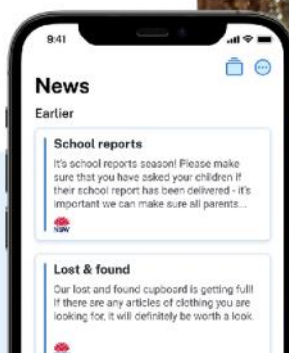 9:41
News
Earlier
School reports
It's school reports season! Please make
sure that you have asked your children if
their school report has been delivered - it's
important we can make sure all parents...
NSW
Lost & found
Our lost and found cupboard is getting full!
If there are any articles of clothing you are
looking for, it will definitely be worth a look.